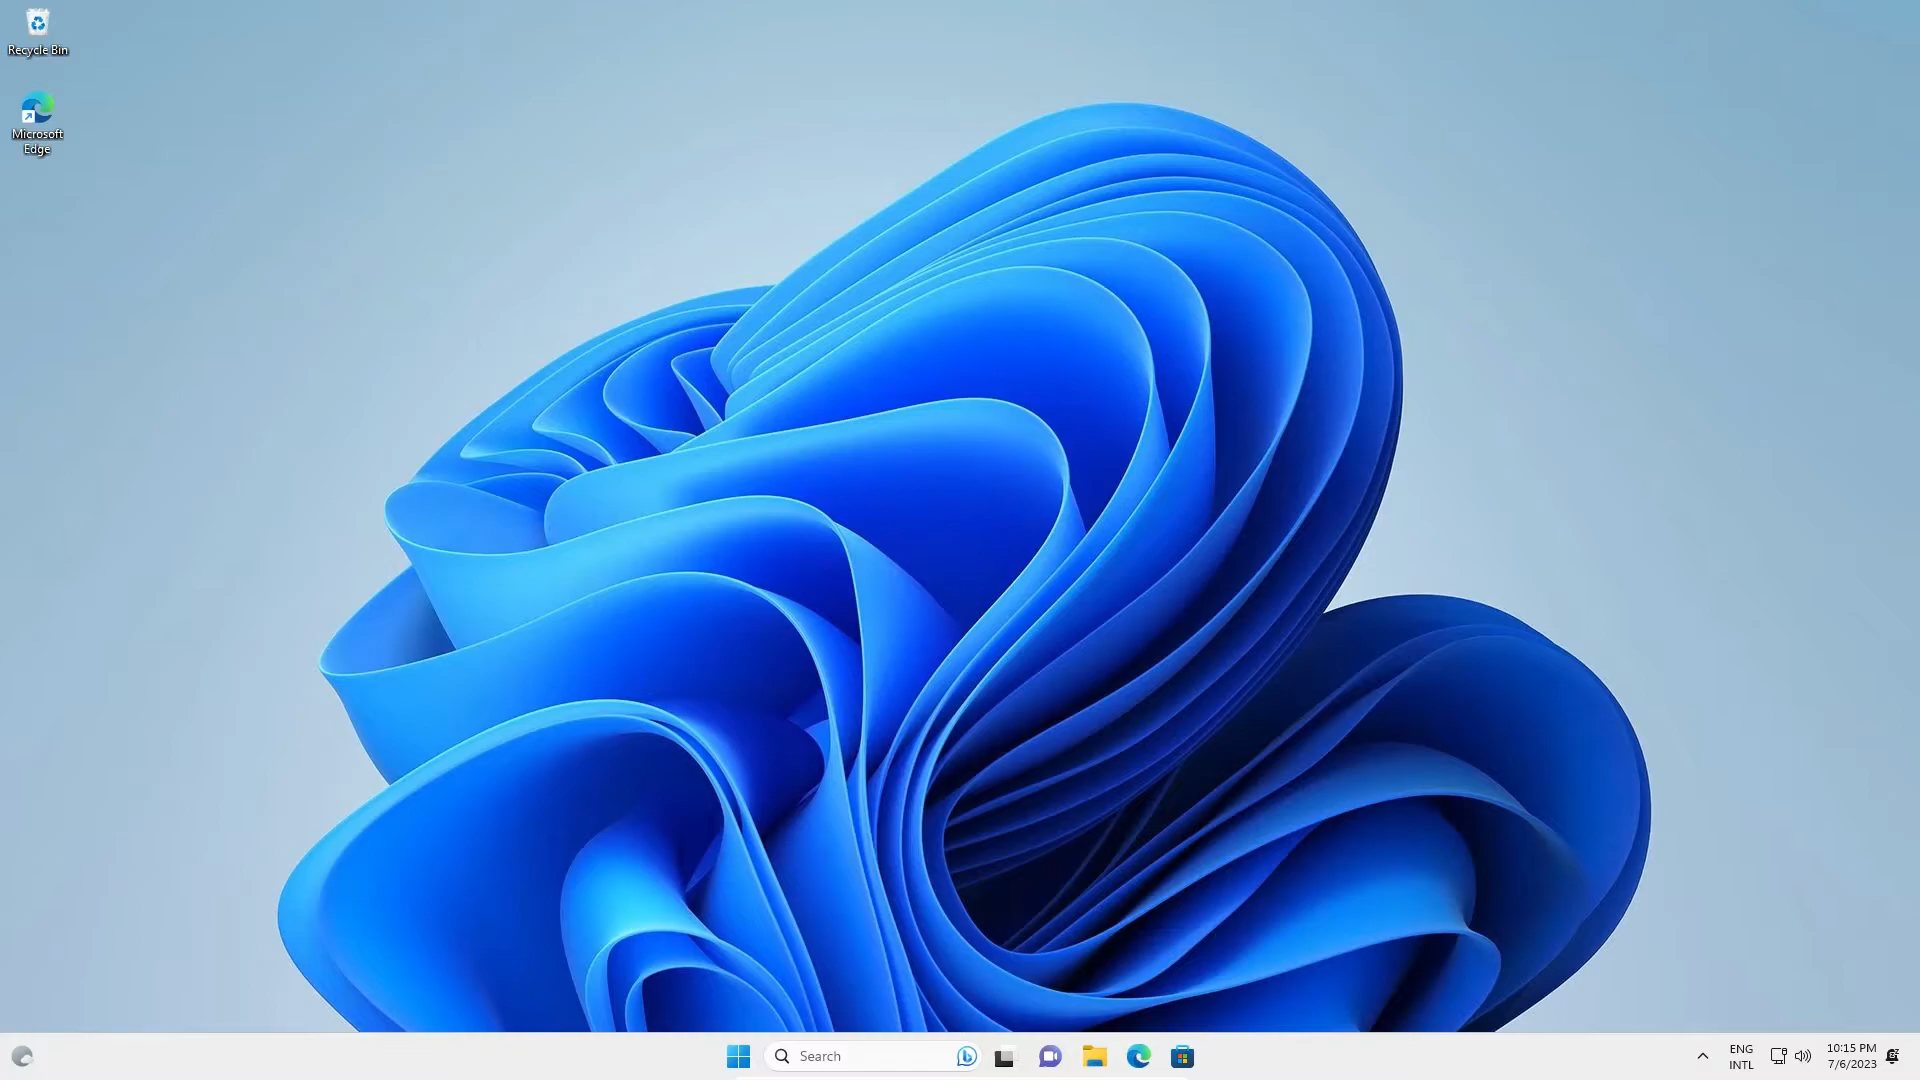 Recycle Bin
Microsoft
Edge
Search
ENG
INTL
10:15 PM
7/6/2023